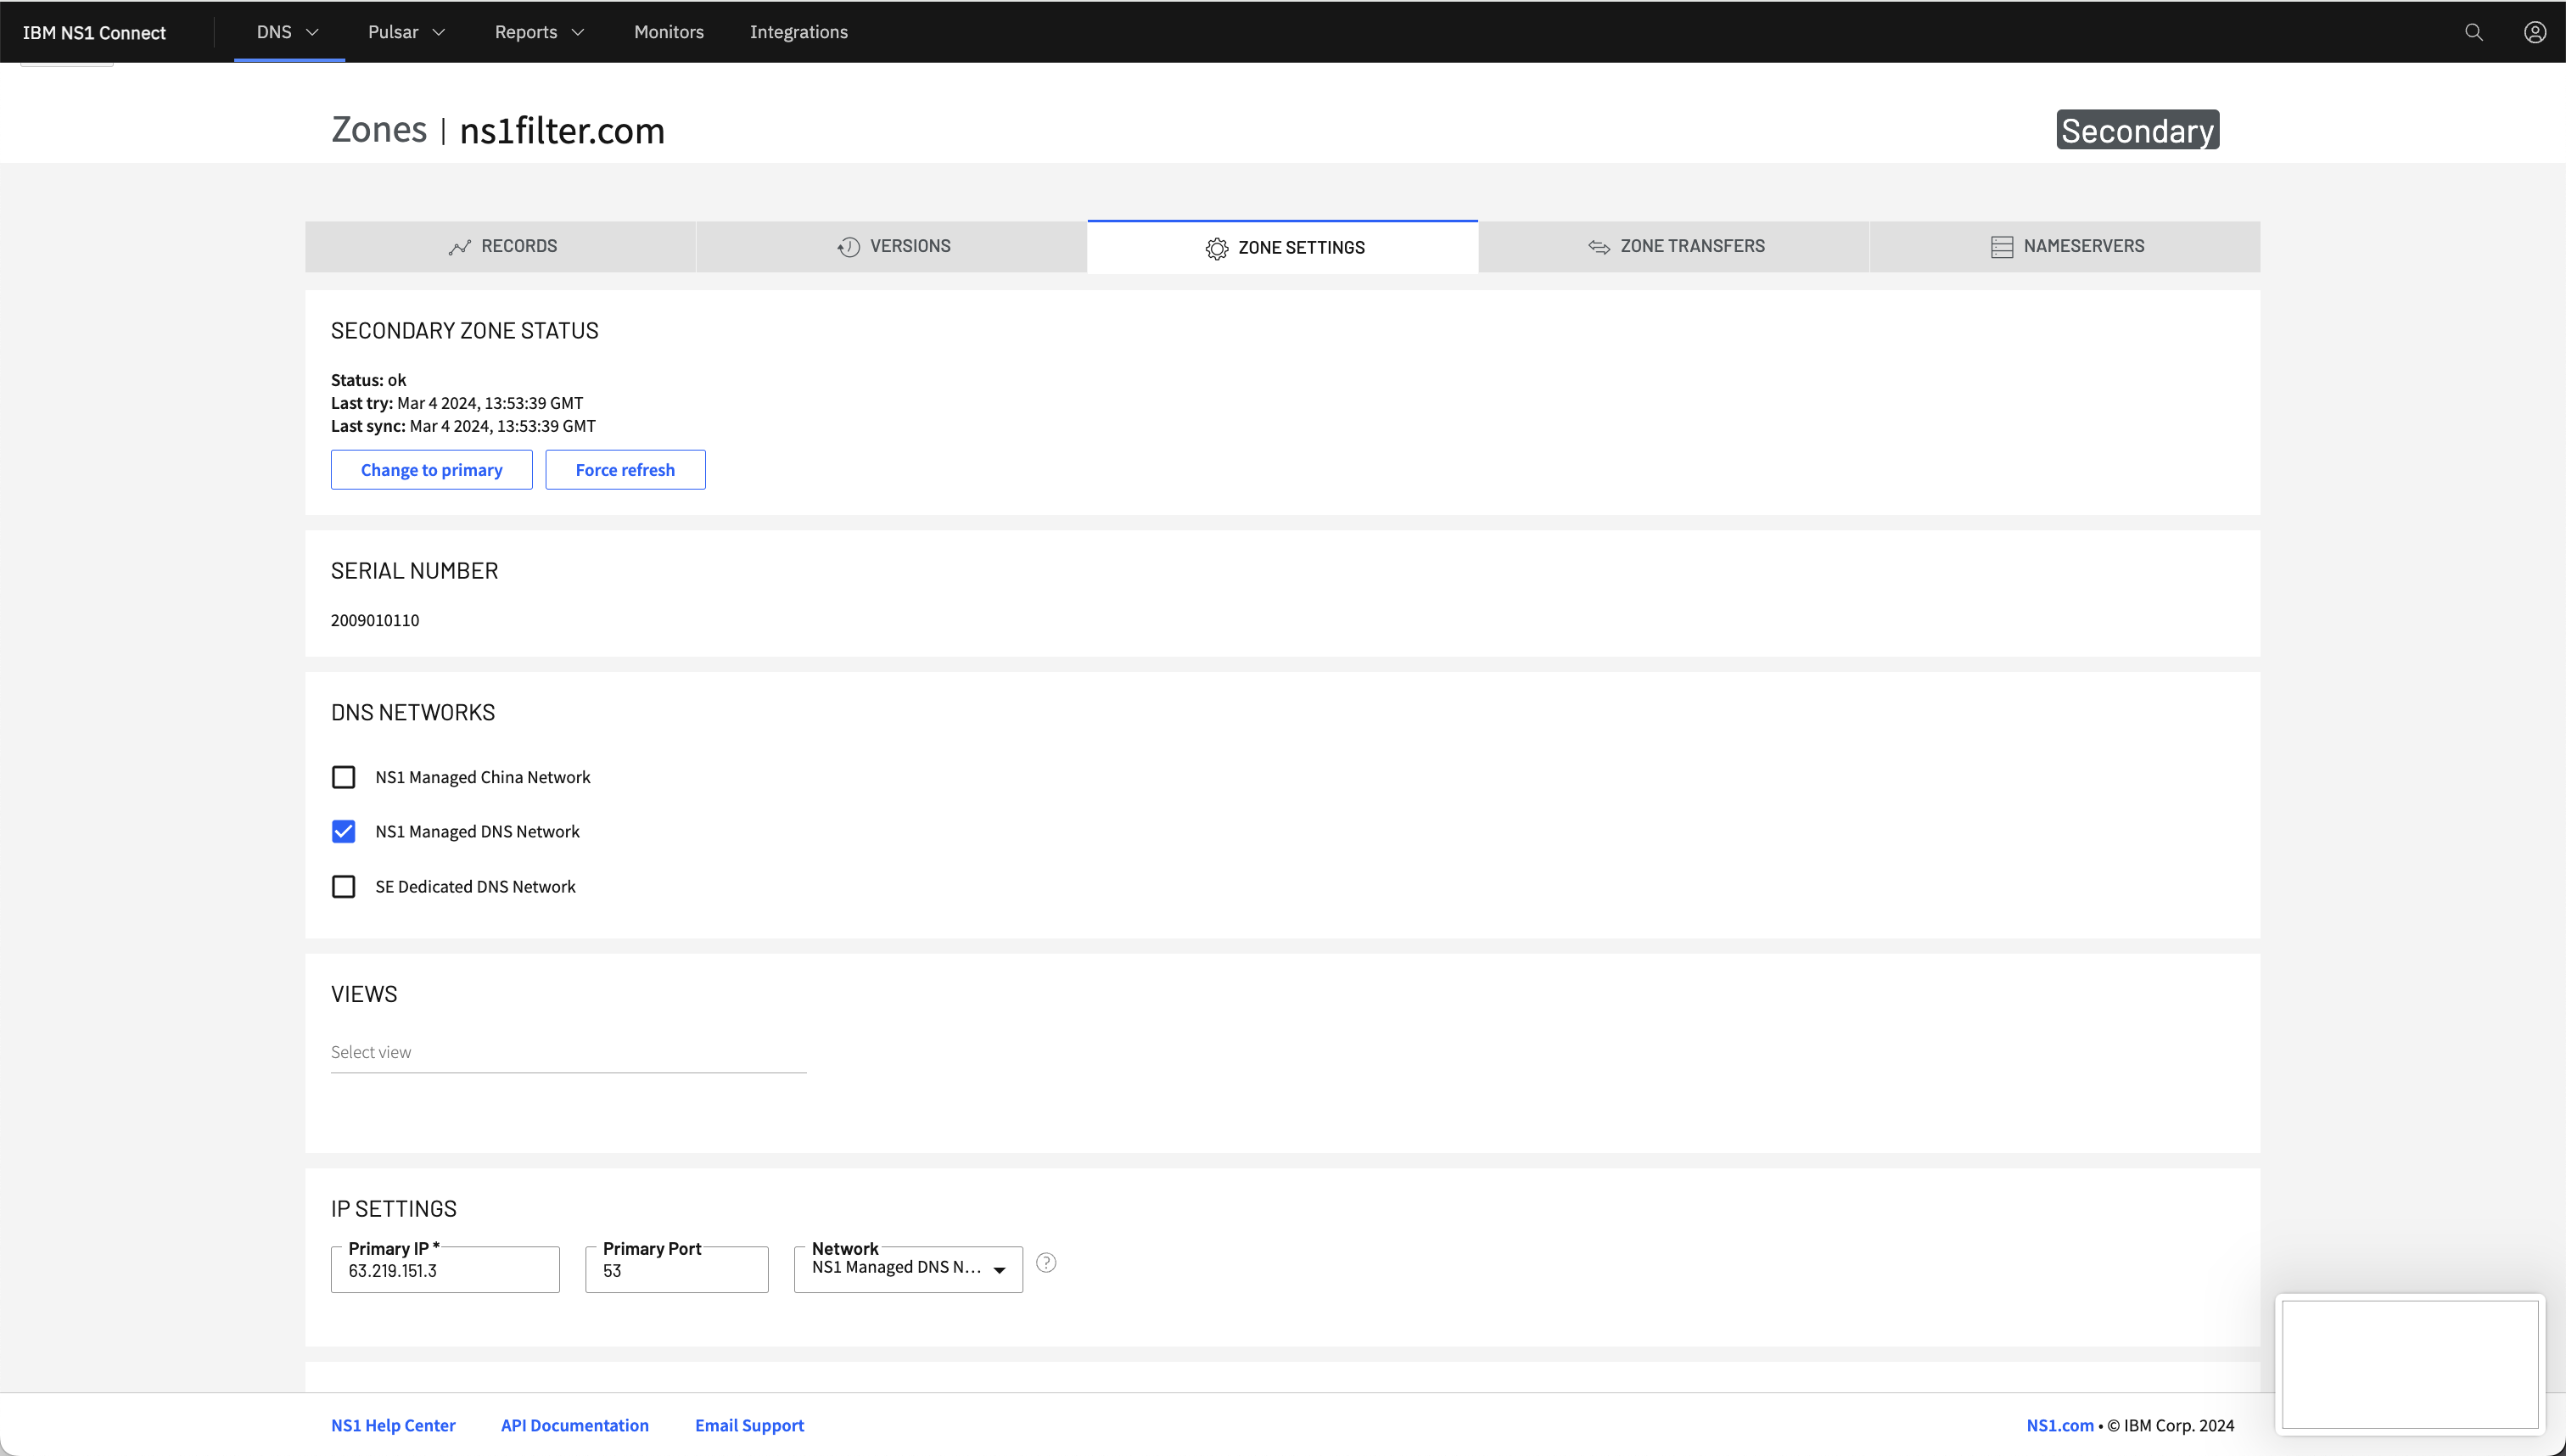 IBM NS1 Connect DNS Pulsar Reports Monitors Integrations
Zones | ns1filter.com Secondary
RECORDS VERSIONS ZONE SETTINGS ZONE TRANSFERS NAMESERVERS
SECONDARY ZONE STATUS
Status: ok
Last try: Mar 4 2024, 13:53:39 GMT
Last sync: Mar 4 2024, 13:53:39 GMT
Change to primary Force refresh
SERIAL NUMBER
2009010110
DNS NETWORKS
NS1 Managed China Network
NS1 Managed DNS Network
SE Dedicated DNS Network
VIEWS
Select view
IP SETTINGS
Primary IP * Primary Port Network
63.219.151.3 53 NS1 Managed DNS N... ?
NS1 Help Center API Documentation Email Support NS1.com • © IBM Corp. 2024